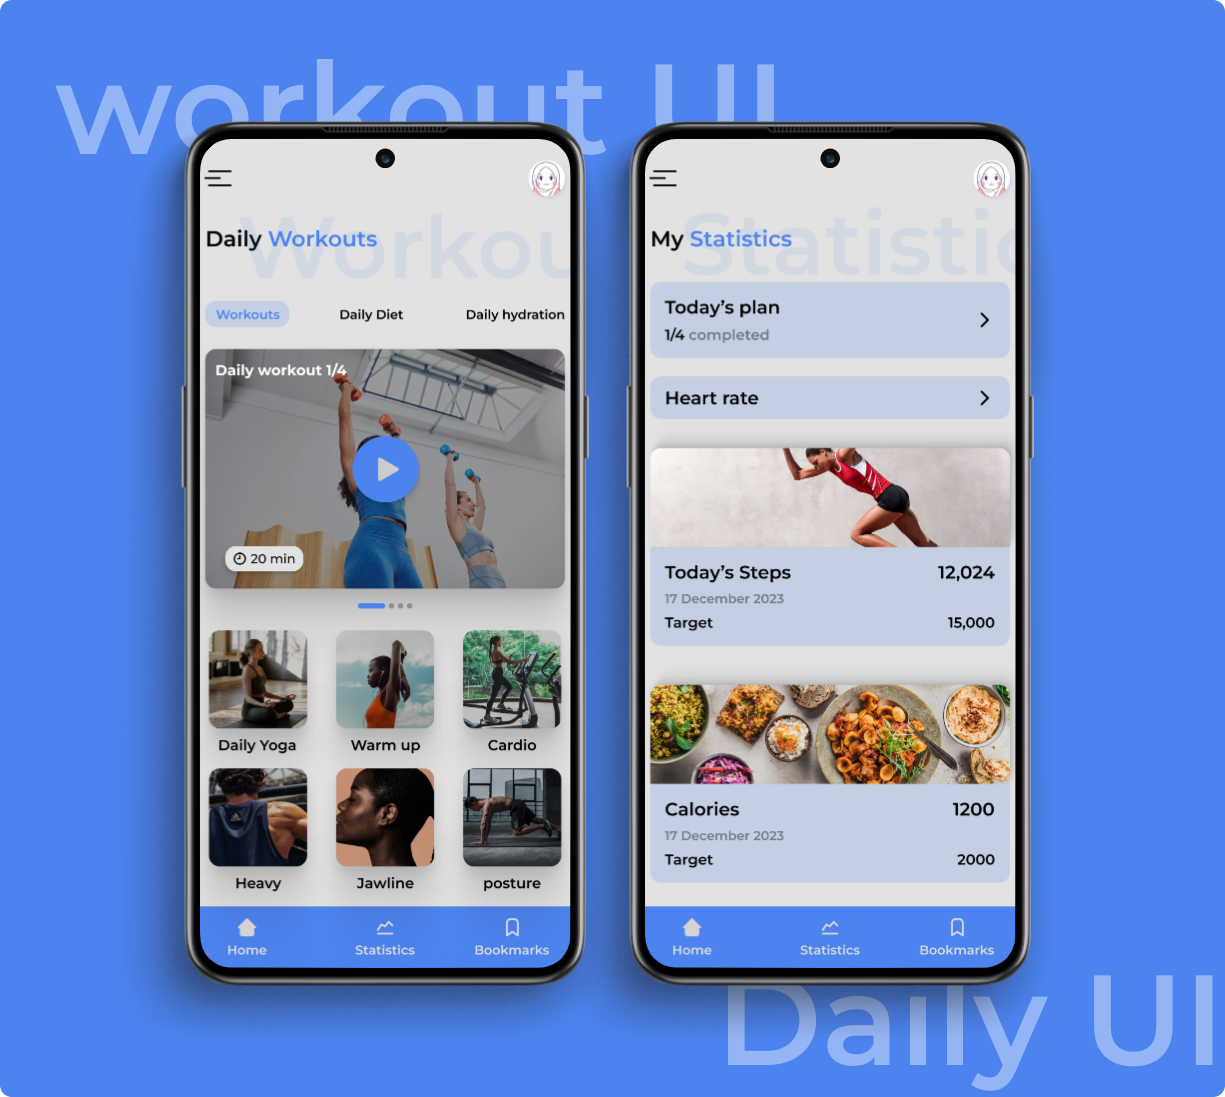 workout UI
Workou
Daily Workouts
Workouts
Daily Diet
Daily hydration
Daily workout 1/4
20 min
Daily Yoga
Warm up
Cardio
Heavy
Jawline
posture
Home
Statistics
Bookmarks
Statistic
My Statistics
Today’s plan
1/4 completed
Heart rate
Today’s Steps
12,024
17 December 2023
Target
15,000
Calories
1200
17 December 2023
Target
2000
Home
Statistics
Bookmarks
Daily UI